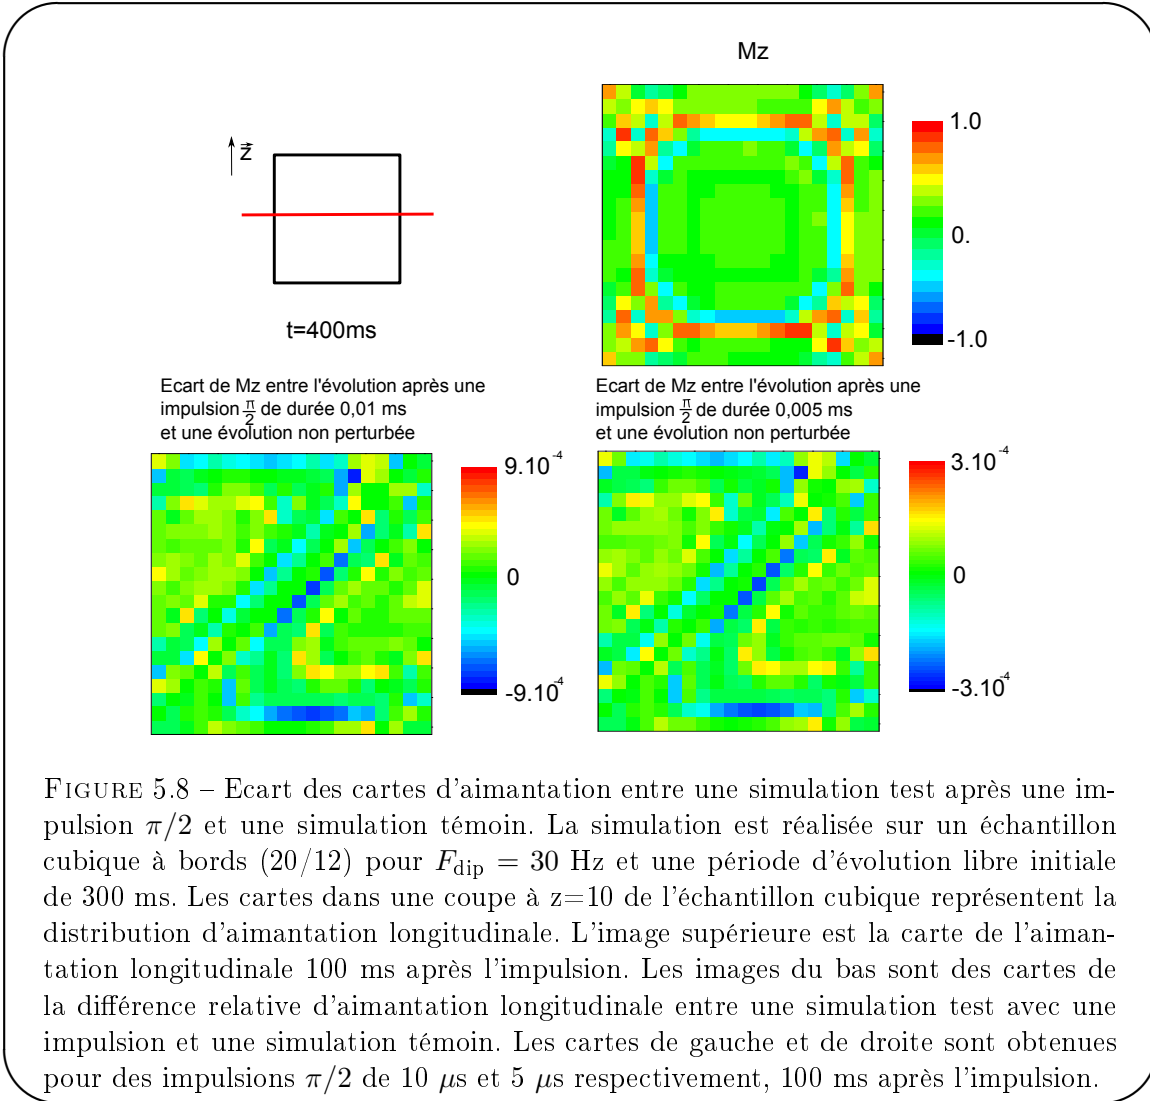 Mz
z
1.0
0.
-1.0
t=400ms
Ecart de Mz entre l'évolution après une
impulsion π/2 de durée 0,01 ms
et une évolution non perturbée
9.10^-4
0
-9.10^-4
Ecart de Mz entre l'évolution après une
impulsion π/2 de durée 0,005 ms
et une évolution non perturbée
3.10^-4
0
-3.10^-4
FIGURE 5.8 – Ecart des cartes d'aimantation entre une simulation test après une im-
pulsion π/2 et une simulation témoin. La simulation est réalisée sur un échantillon
cubique à bords (20/12) pour F_dip = 30 Hz et une période d'évolution libre initiale
de 300 ms. Les cartes dans une coupe à z=10 de l'échantillon cubique représentent la
distribution d'aimantation longitudinale. L'image supérieure est la carte de l'aiman-
tation longitudinale 100 ms après l'impulsion. Les images du bas sont des cartes de
la différence relative d'aimantation longitudinale entre une simulation test avec une
impulsion et une simulation témoin. Les cartes de gauche et de droite sont obtenues
pour des impulsions π/2 de 10 μs et 5 μs respectivement, 100 ms après l'impulsion.